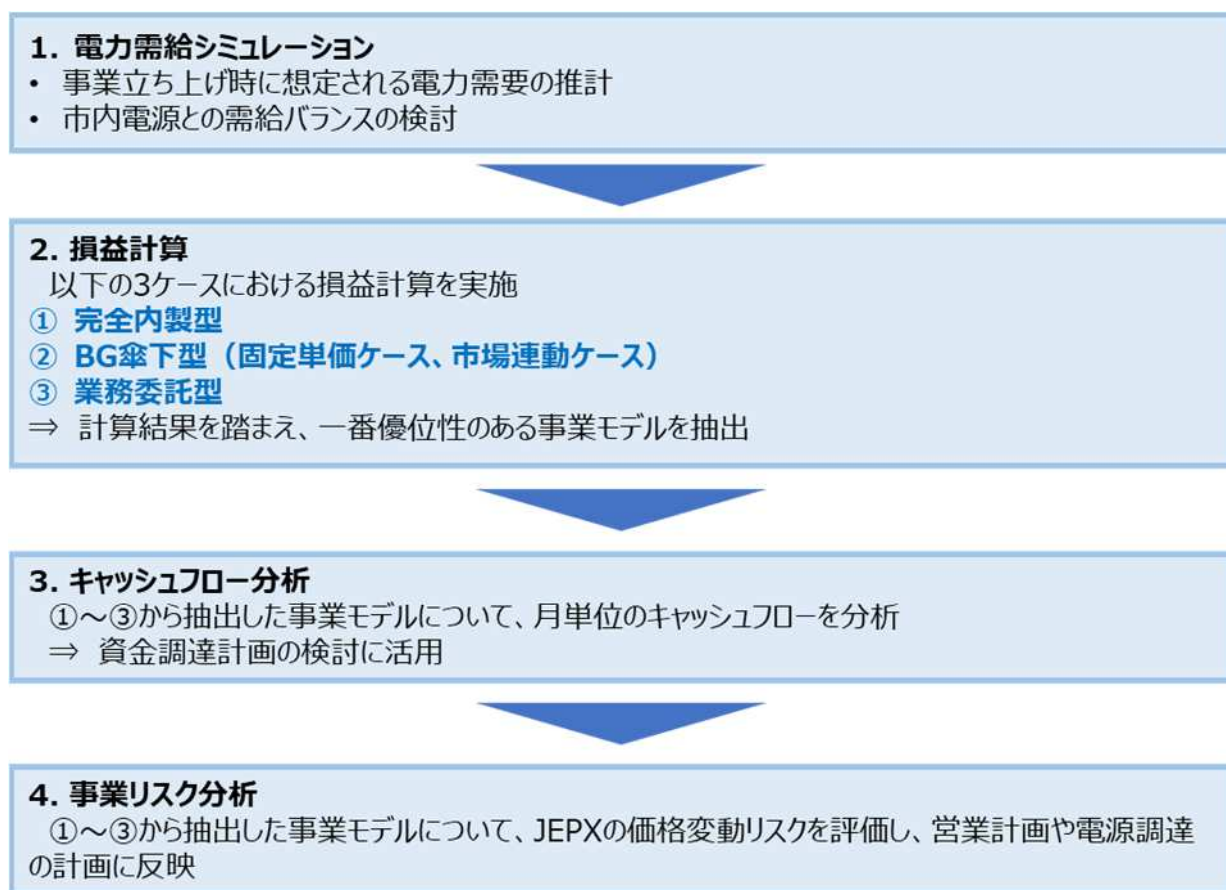 1. 電力需給シミュレーション
• 事業立ち上げ時に想定される電力需要の推計
• 市内電源との需給バランスの検討
2. 損益計算
以下の3ケースにおける損益計算を実施
① 完全内製型
② BG傘下型（固定単価ケース、市場連動ケース）
③ 業務委託型
⇒ 計算結果を踏まえ、一番優位性のある事業モデルを抽出
3. キャッシュフロー分析
①～③から抽出した事業モデルについて、月単位のキャッシュフローを分析
⇒ 資金調達計画の検討に活用
4. 事業リスク分析
①～③から抽出した事業モデルについて、JEPXの価格変動リスクを評価し、営業計画や電源調達
の計画に反映